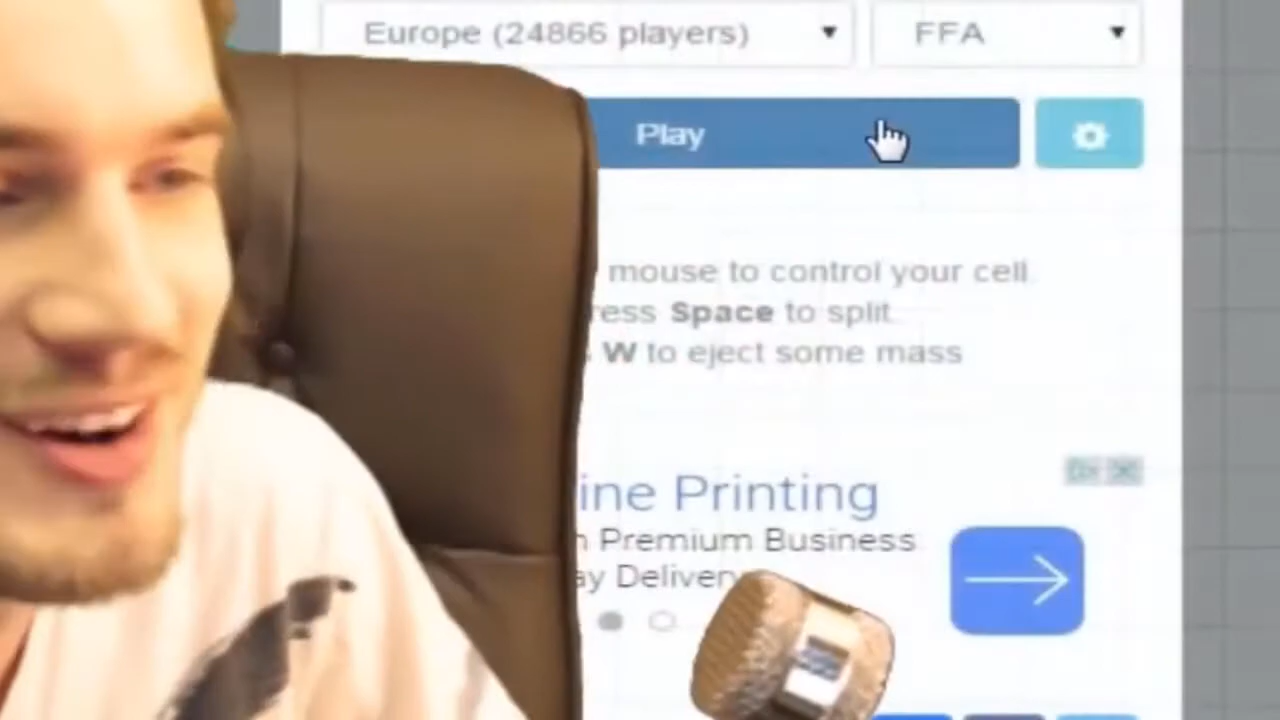 Europe (24866 players)
FFA
Play
mouse to control your cell.
ress Space to split.
W to eject some mass
ine Printing
n Premium Business
ay Delivery